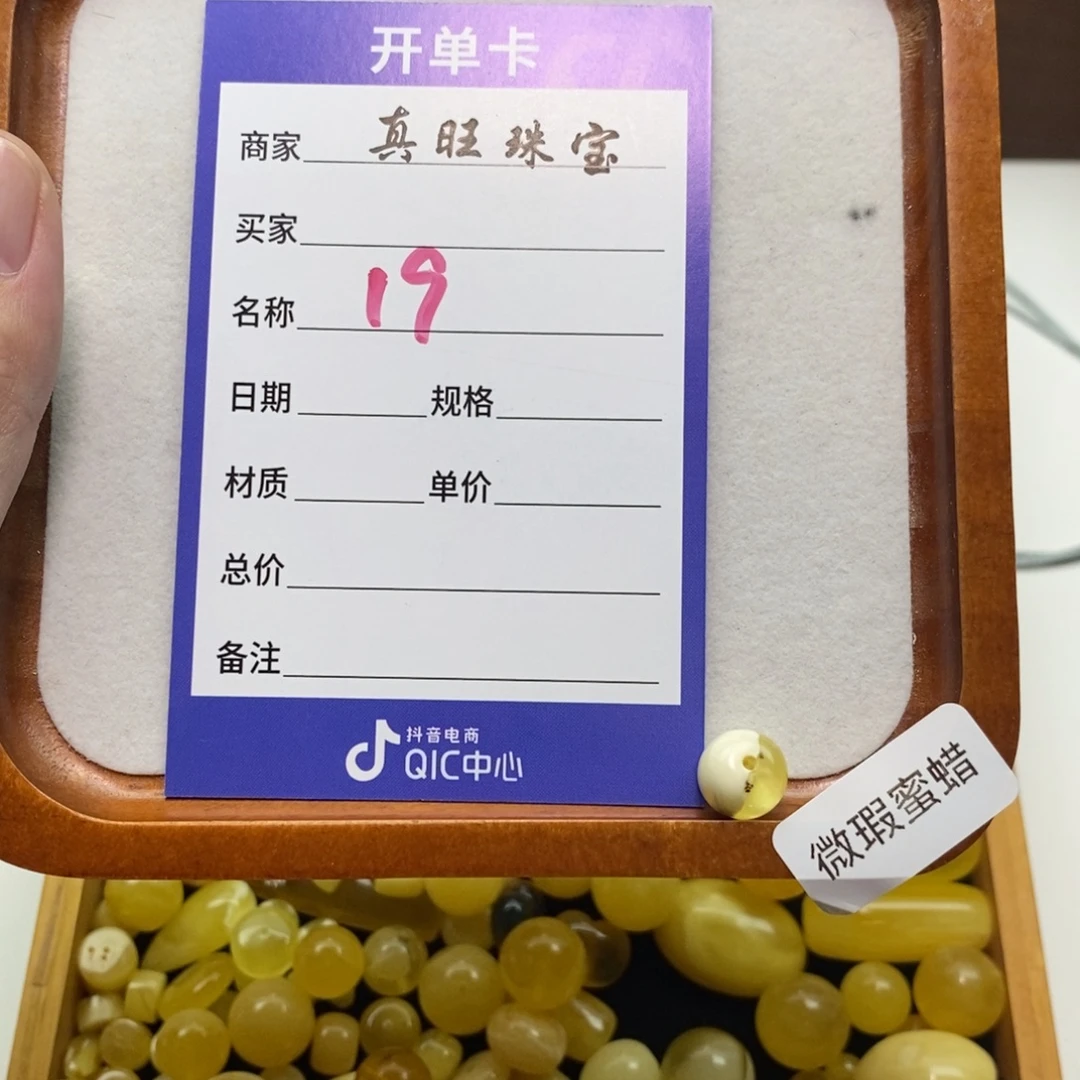 开单卡
商家 真旺珠宝
买家
名称 19
日期 规格
材质 单价
总价
备注
抖音电商
QIC中心
微瑕蜜蜡